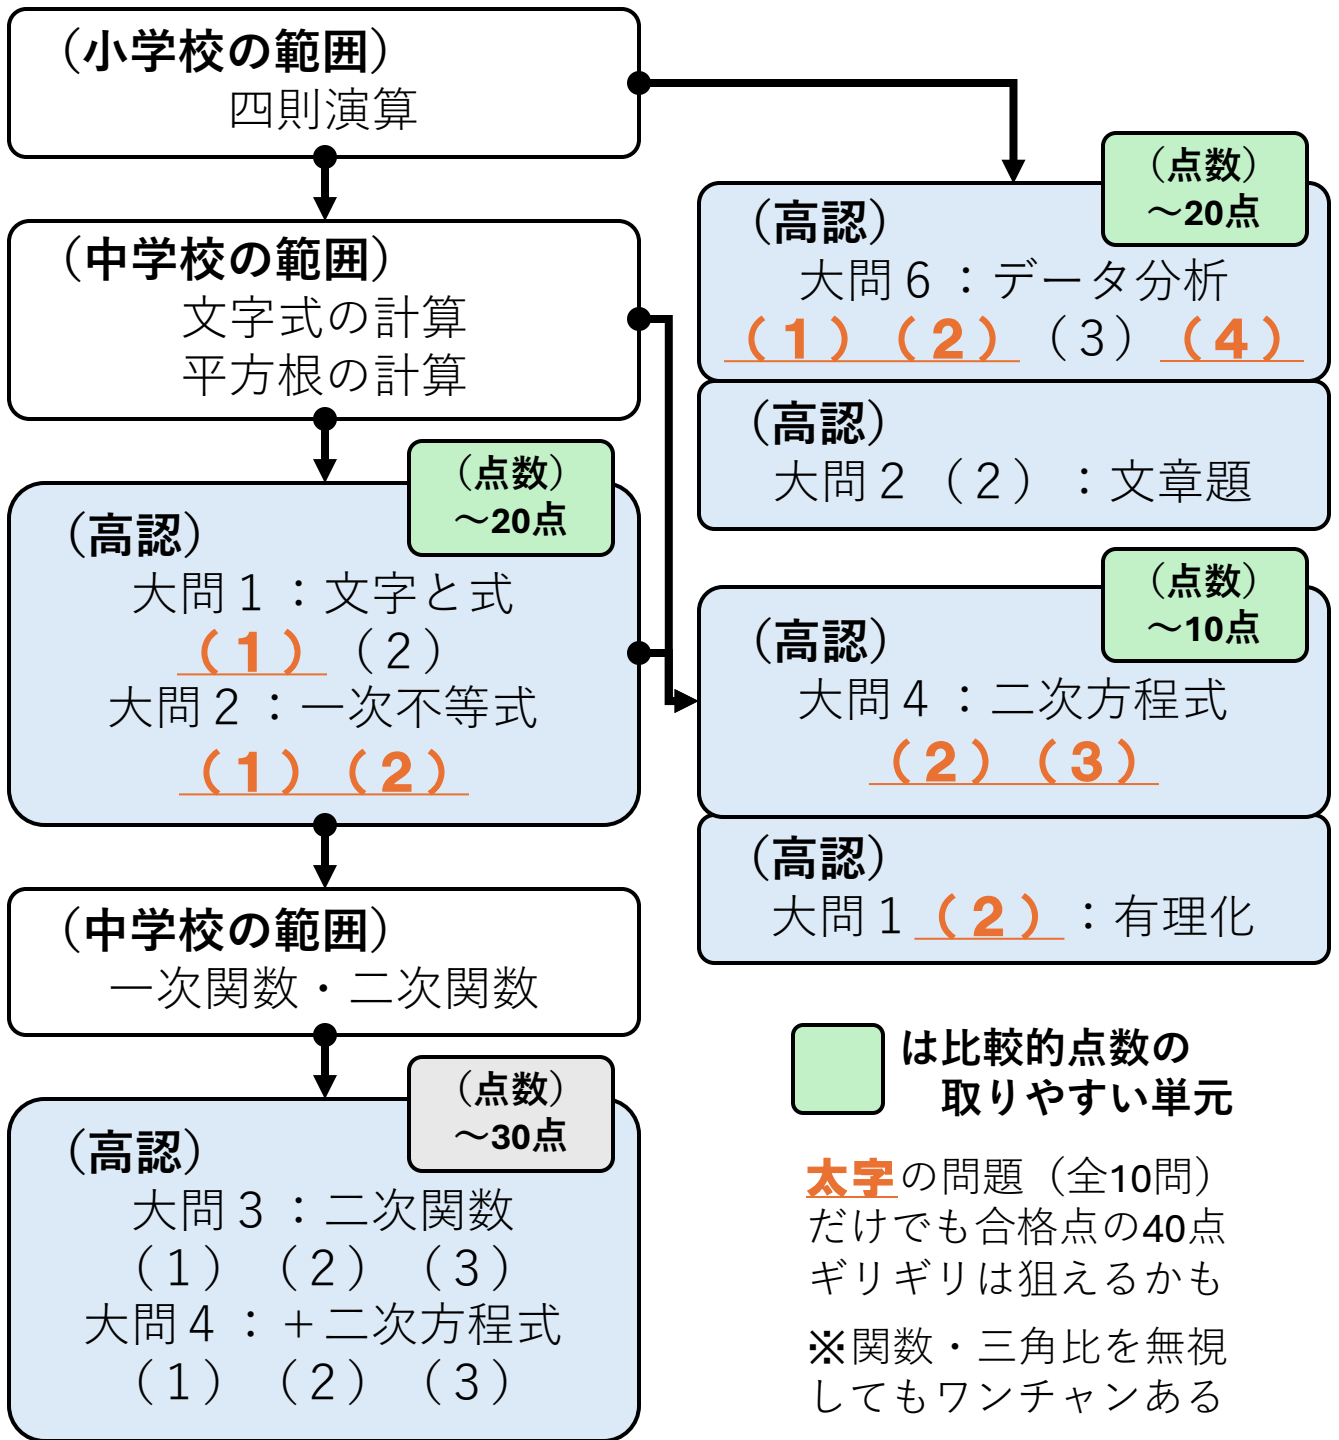 （小学校の範囲）
四則演算
（中学校の範囲）
文字式の計算
平方根の計算
（点数）
～20点
（高認）
大問１：文字と式
（１）（２）
大問２：一次不等式
（１）（２）
（中学校の範囲）
一次関数・二次関数
（点数）
～30点
（高認）
大問３：二次関数
（１）（２）（３）
大問４：＋二次方程式
（１）（２）（３）
（点数）
～20点
（高認）
大問６：データ分析
（１）（２）（３）（４）
（高認）
大問２（２）：文章題
（点数）
～10点
（高認）
大問４：二次方程式
（２）（３）
（高認）
大問１（２）：有理化
は比較的点数の
取りやすい単元
太字の問題（全10問）
だけでも合格点の40点
ギリギリは狙えるかも
※関数・三角比を無視
してもワンチャンある